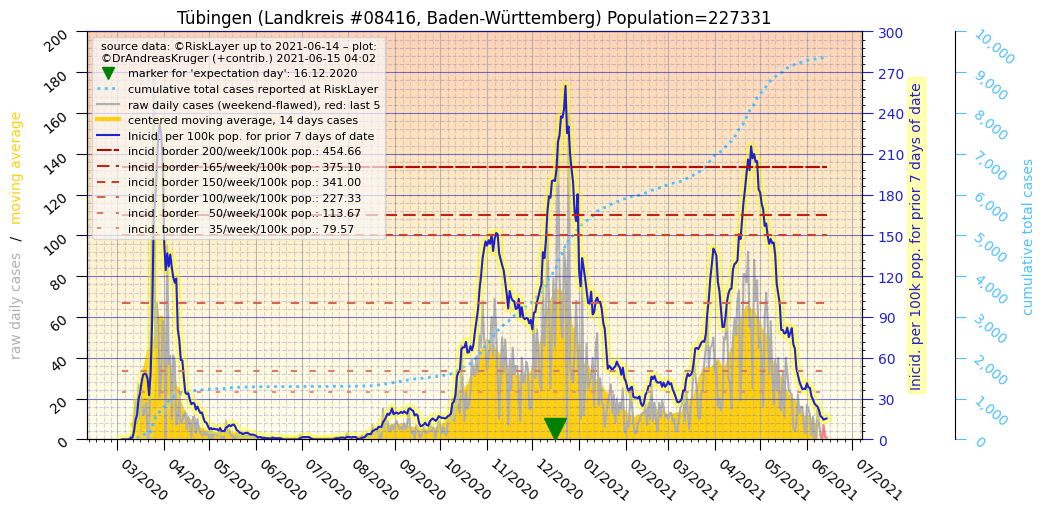 Tübingen (Landkreis #08416, Baden-Württemberg) Population=227331
source data: ©RiskLayer up to 2021-06-14 – plot:
©DrAndreasKruger (+contrib.) 2021-06-15 04:02
marker for 'expectation day': 16.12.2020
cumulative total cases reported at RiskLayer
raw daily cases (weekend-flawed), red: last 5
centered moving average, 14 days cases
Inicid. per 100k pop. for prior 7 days of date
incid. border 200/week/100k pop.: 454.66
incid. border 165/week/100k pop.: 375.10
incid. border 150/week/100k pop.: 341.00
incid. border 100/week/100k pop.: 227.33
incid. border 50/week/100k pop.: 113.67
incid. border 35/week/100k pop.: 79.57
raw daily cases / moving average
200
180
160
140
120
100
80
60
40
20
0
300
270
240
210
180
150
120
90
60
30
0
Inicid. per 100k pop. for prior 7 days of date
10,000
9,000
8,000
7,000
6,000
5,000
4,000
3,000
2,000
1,000
0
cumulative total cases
03/2020
04/2020
05/2020
06/2020
07/2020
08/2020
09/2020
10/2020
11/2020
12/2020
01/2021
02/2021
03/2021
04/2021
05/2021
06/2021
07/2021